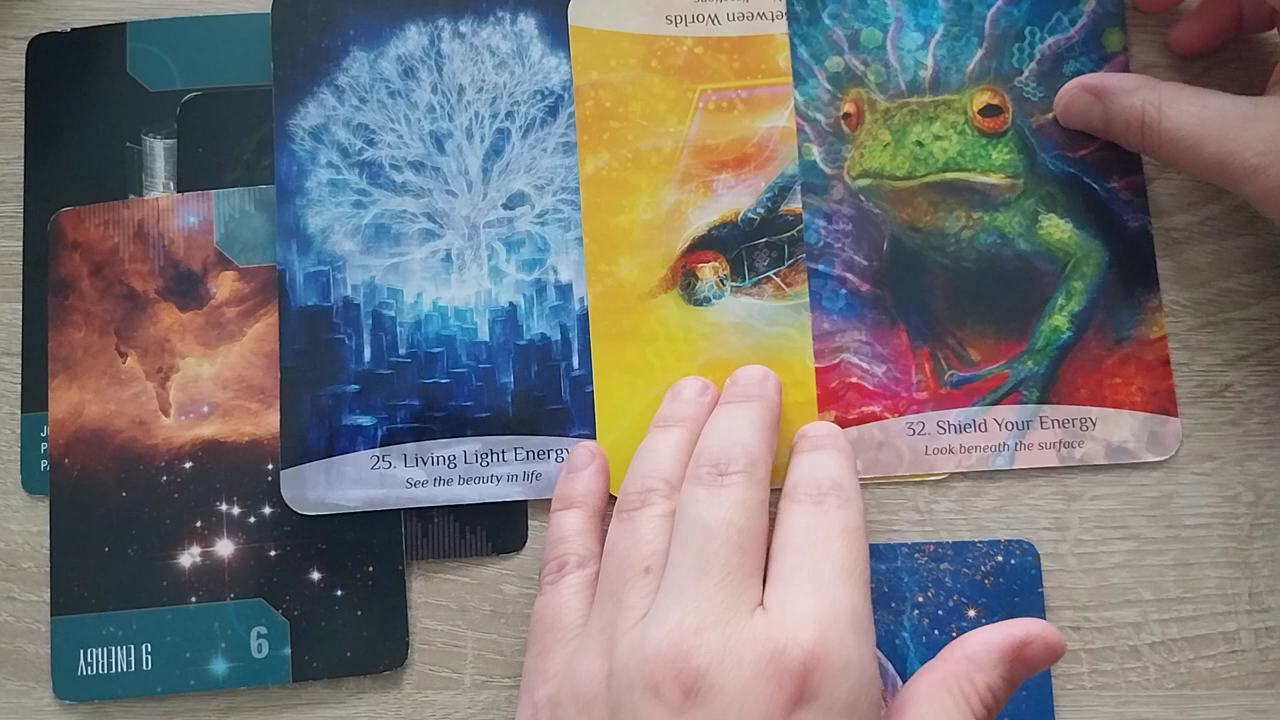 Between Worlds
25. Living Light Energy
See the beauty in life
32. Shield Your Energy
Look beneath the surface
9 ENERGY
9